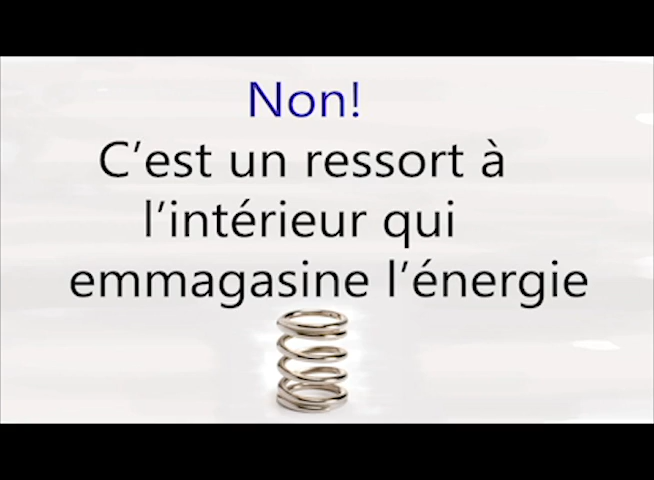 Non!
C’est un ressort à
l’intérieur qui
emmagasine l’énergie